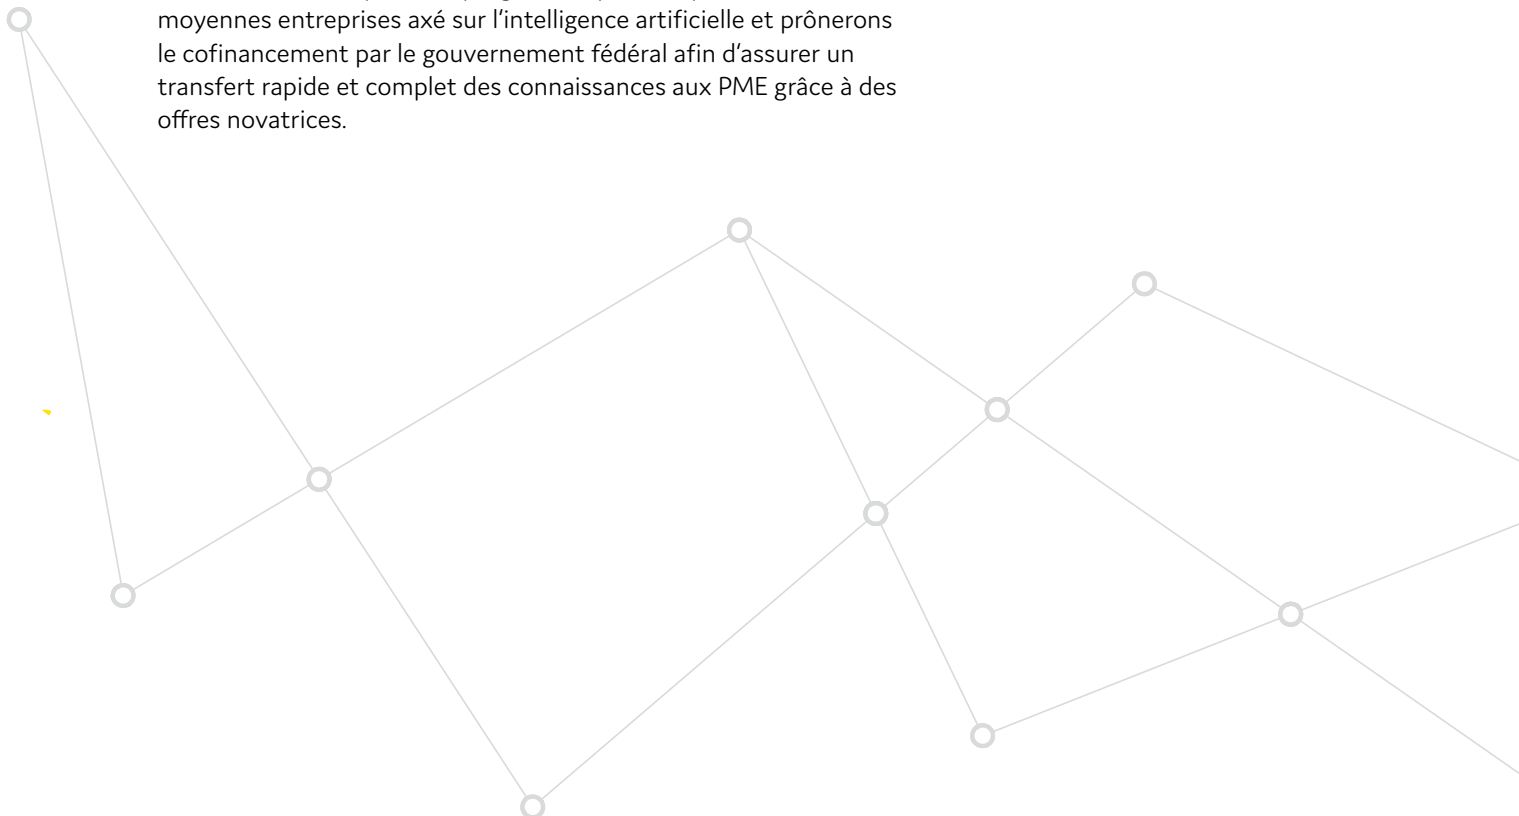 moyennes entreprises axé sur l’intelligence artificielle et prônerons
le cofinancement par le gouvernement fédéral afin d’assurer un
transfert rapide et complet des connaissances aux PME grâce à des
offres novatrices.